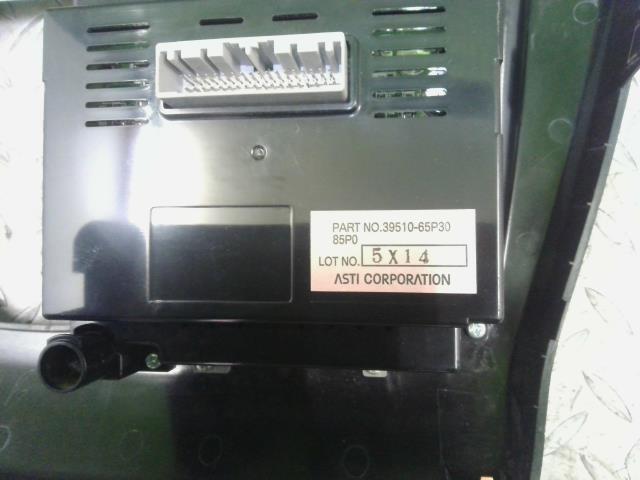 PART NO.39510-65P30
85P0
LOT NO. 5X14
ASTI CORPORATION